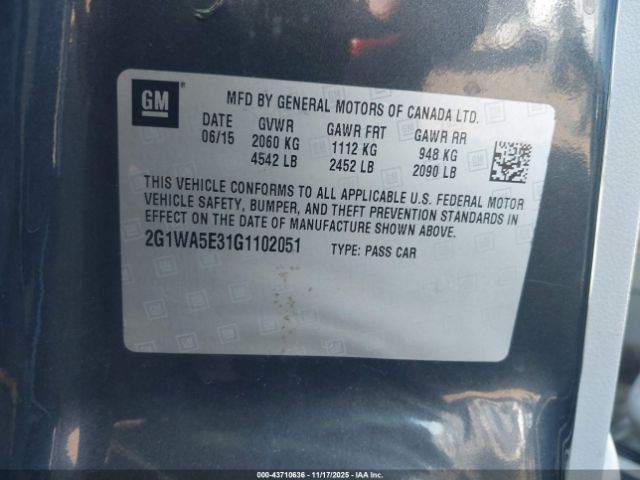 GM ®
MFD BY GENERAL MOTORS OF CANADA LTD.
DATE GVWR GAWR FRT GAWR RR
06/15 2060 KG 1112 KG 948 KG
4542 LB 2452 LB 2090 LB
THIS VEHICLE CONFORMS TO ALL APPLICABLE U.S. FEDERAL MOTOR
VEHICLE SAFETY, BUMPER, AND THEFT PREVENTION STANDARDS IN
EFFECT ON THE DATE OF MANUFACTURE SHOWN ABOVE.
2G1WA5E31G1102051 TYPE: PASS CAR
000-43710636 - 11/17/2025 - IAA INC.